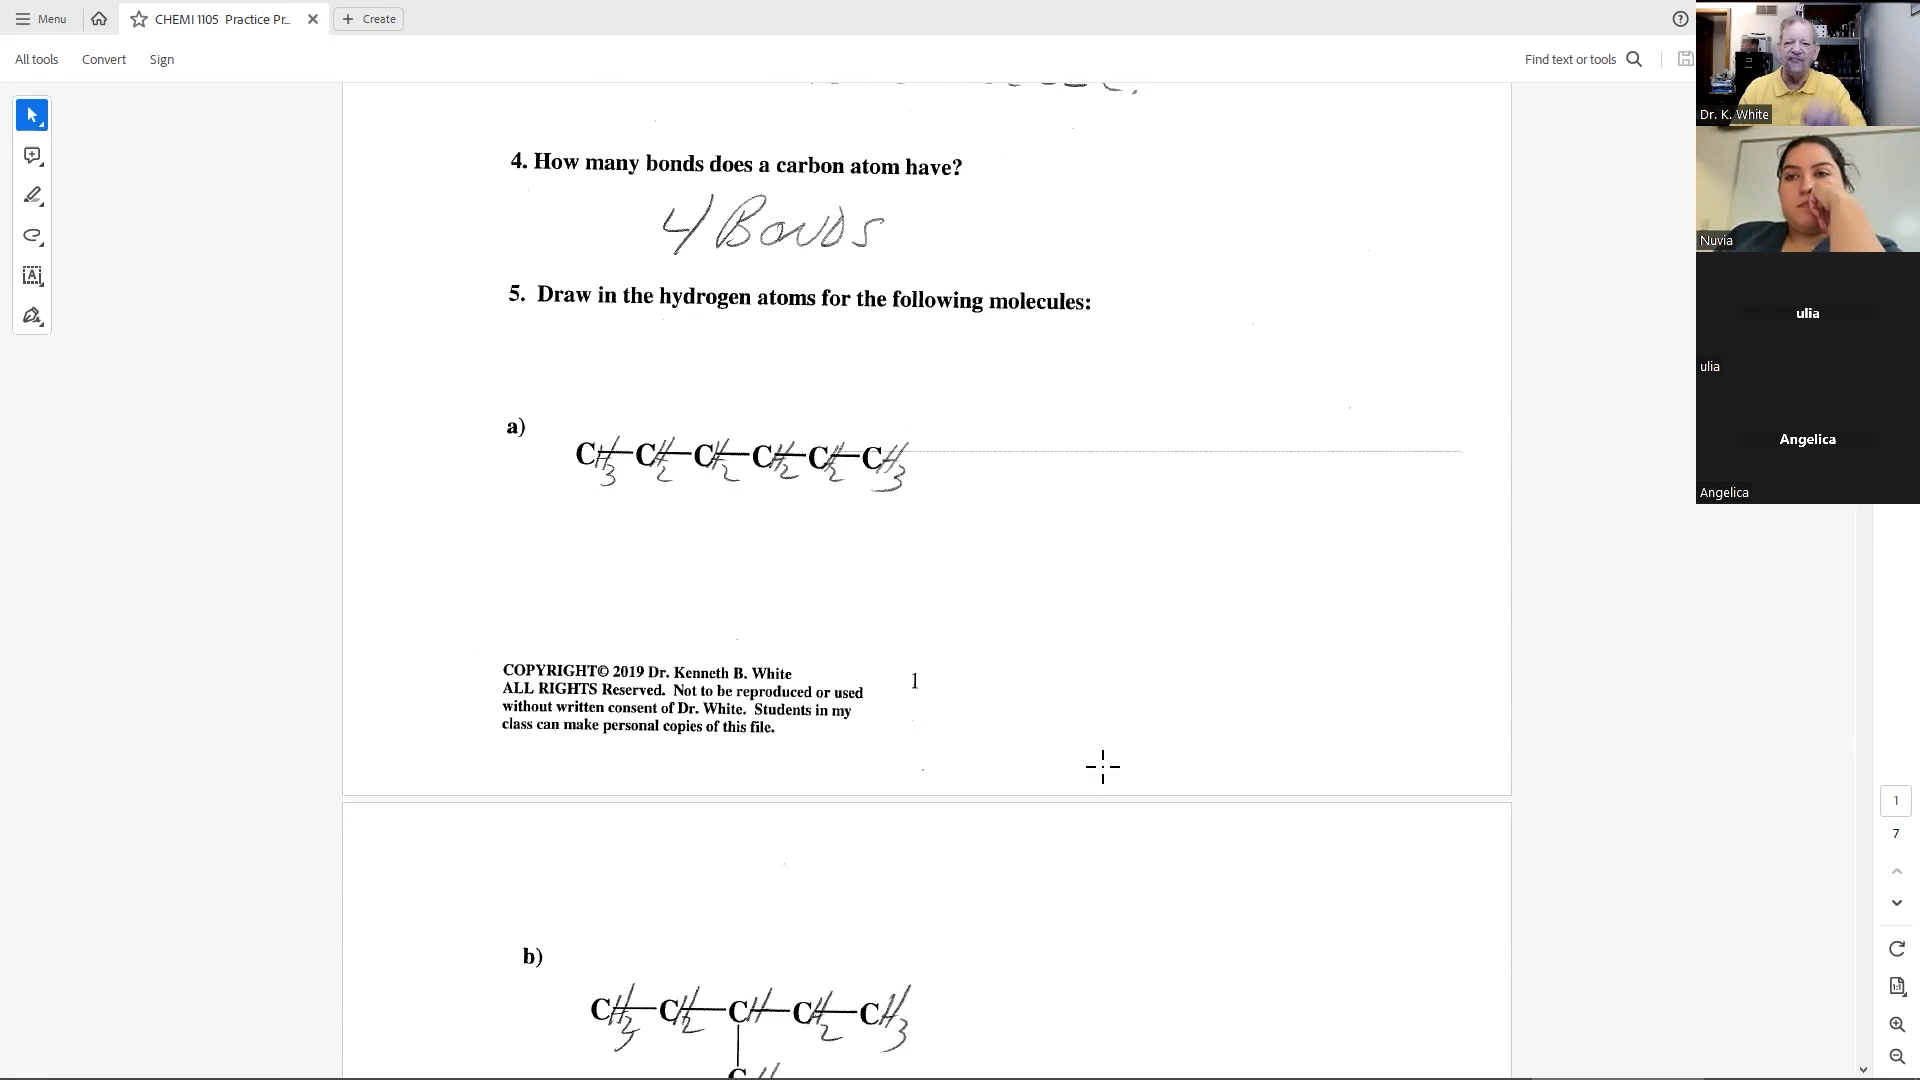 Menu
CHEMI 1105 Practice Pr...
Create
All tools
Convert
Sign
Find text or tools
Dr. K. White
Nuvia
ulia
ulia
Angelica
Angelica
4. How many bonds does a carbon atom have?
4 Bonds
5. Draw in the hydrogen atoms for the following molecules:
a)
CH3—CH2—CH2—CH2—CH2—CH3
COPYRIGHT© 2019 Dr. Kenneth B. White
ALL RIGHTS Reserved. Not to be reproduced or used
without written consent of Dr. White. Students in my
class can make personal copies of this file.
1
b)
CH3—CH2—CH—CH2—CH3
1
7